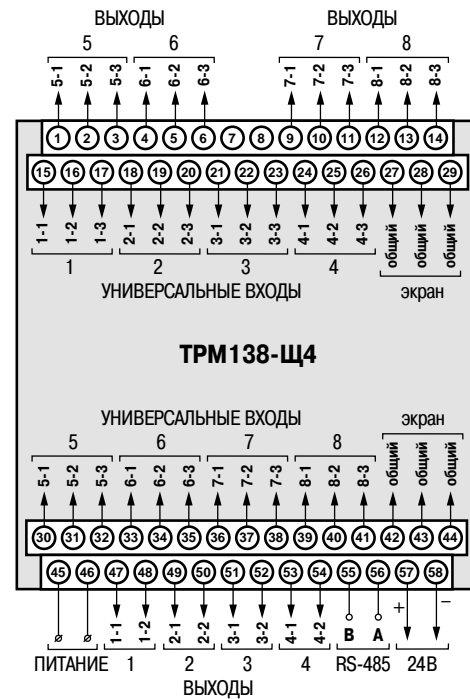 ВЫХОДЫ ВЫХОДЫ
5 6 7 8
5-1 5-2 5-3 6-1 6-2 6-3 7-1 7-2 7-3 8-1 8-2 8-3
1 2 3 4 5 6 7 8 9 10 11 12 13 14
15 16 17 18 19 20 21 22 23 24 25 26 27 28 29
1-1 1-2 1-3 2-1 2-2 2-3 3-1 3-2 3-3 4-1 4-2 4-3 общий общий общий
1 2 3 4
УНИВЕРСАЛЬНЫЕ ВХОДЫ экран
ТРМ138-Щ4
УНИВЕРСАЛЬНЫЕ ВХОДЫ экран
5 6 7 8
5-1 5-2 5-3 6-1 6-2 6-3 7-1 7-2 7-3 8-1 8-2 8-3 общий общий общий
30 31 32 33 34 35 36 37 38 39 40 41 42 43 44
45 46 47 48 49 50 51 52 53 54 55 56 57 58
+ –
1-1 1-2 2-1 2-2 3-1 3-2 4-1 4-2 B A
ПИТАНИЕ 1 2 3 4 RS-485 24В
ВЫХОДЫ